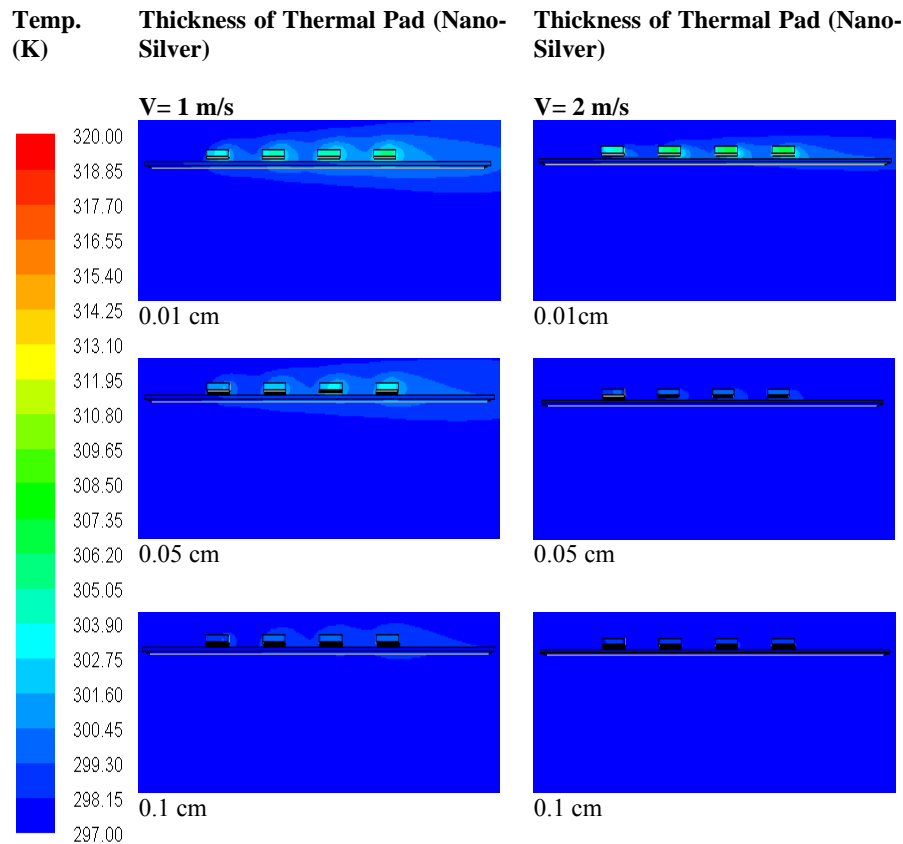 Temp.
(K)
Thickness of Thermal Pad (Nano-
Silver)
V= 1 m/s
Thickness of Thermal Pad (Nano-
Silver)
V= 2 m/s
320.00
318.85
317.70
316.55
315.40
314.25
313.10
311.95
310.80
309.65
308.50
307.35
306.20
305.05
303.90
302.75
301.60
300.45
299.30
298.15
297.00
0.01 cm
0.01cm
0.05 cm
0.05 cm
0.1 cm
0.1 cm